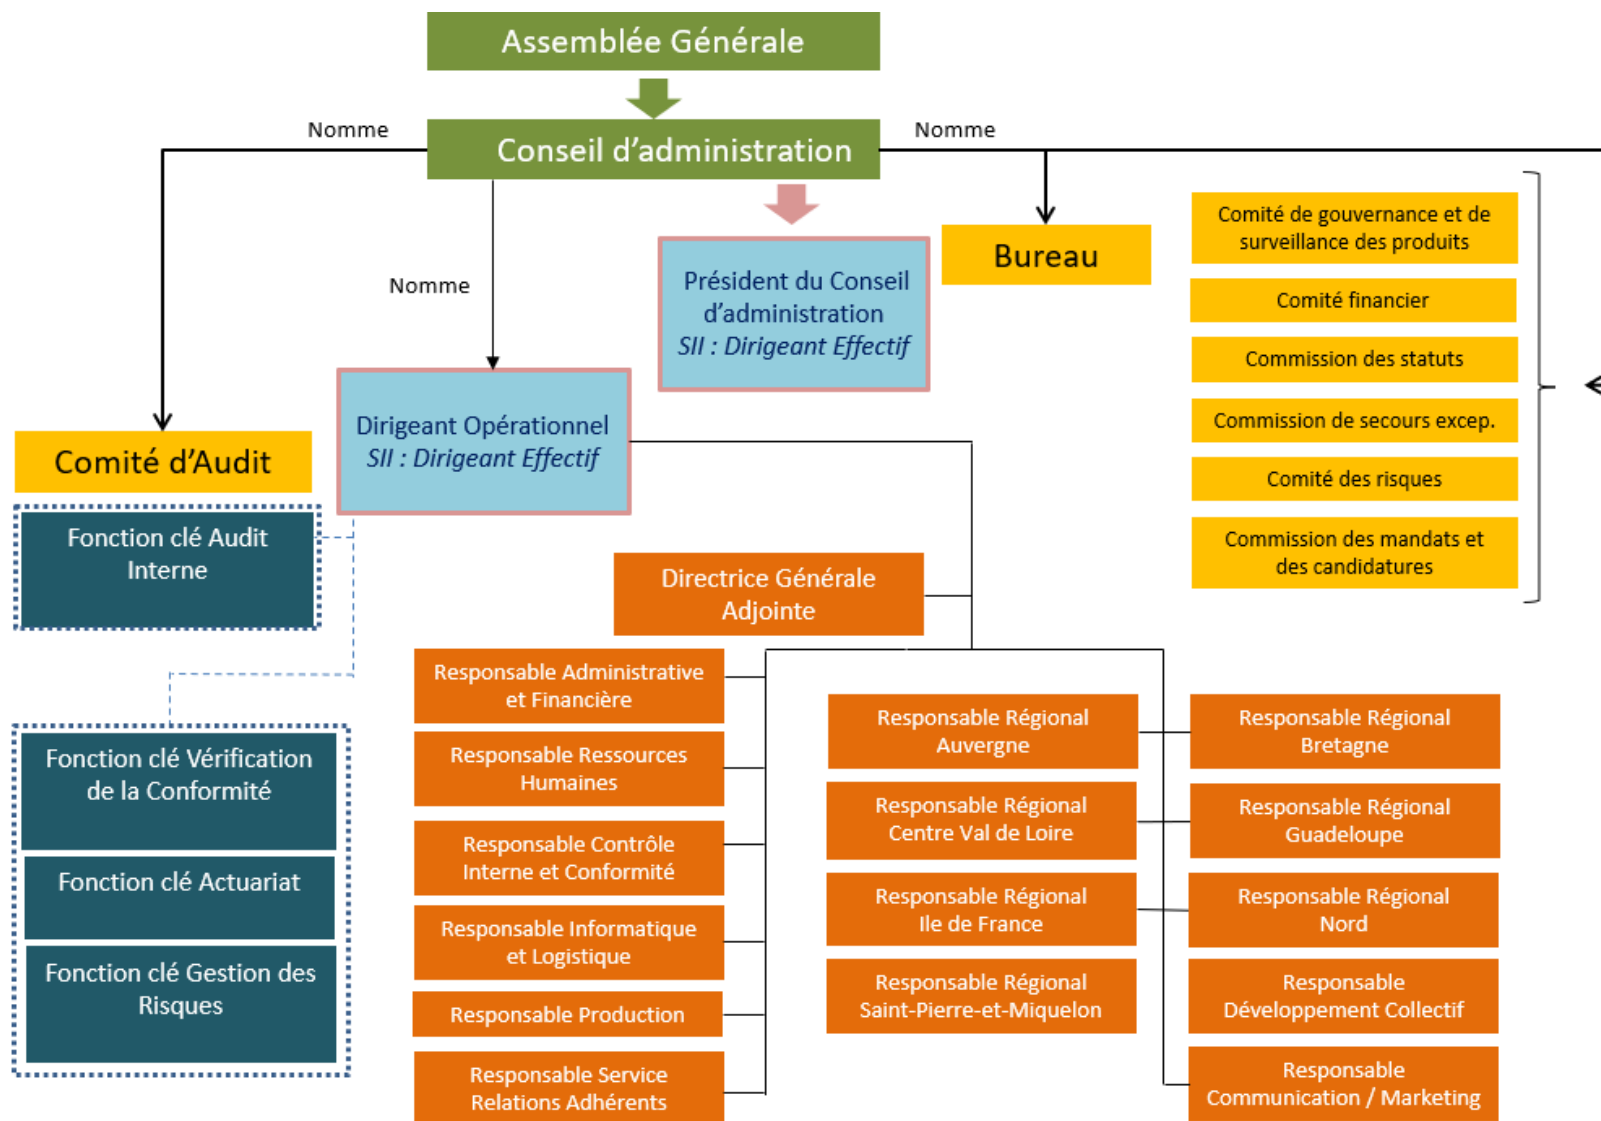 Assemblée Générale
Nomme
Conseil d'administration
Nomme
Nomme
Président du Conseil
d'administration
SII : Dirigeant Effectif
Bureau
Comité de gouvernance et de
surveillance des produits
Comité financier
Commission des statuts
Commission de secours excep.
Comité des risques
Commission des mandats et
des candidatures
Dirigeant Opérationnel
SII : Dirigeant Effectif
Comité d'Audit
Fonction clé Audit
Interne
Fonction clé Vérification
de la Conformité
Fonction clé Actuariat
Fonction clé Gestion des
Risques
Directrice Générale
Adjointe
Responsable Administrative
et Financière
Responsable Ressources
Humaines
Responsable Contrôle
Interne et Conformité
Responsable Informatique
et Logistique
Responsable Production
Responsable Service
Relations Adhérents
Responsable Régional
Auvergne
Responsable Régional
Centre Val de Loire
Responsable Régional
Ile de France
Responsable Régional
Saint-Pierre-et-Miquelon
Responsable Régional
Bretagne
Responsable Régional
Guadeloupe
Responsable Régional
Nord
Responsable
Développement Collectif
Responsable
Communication / Marketing